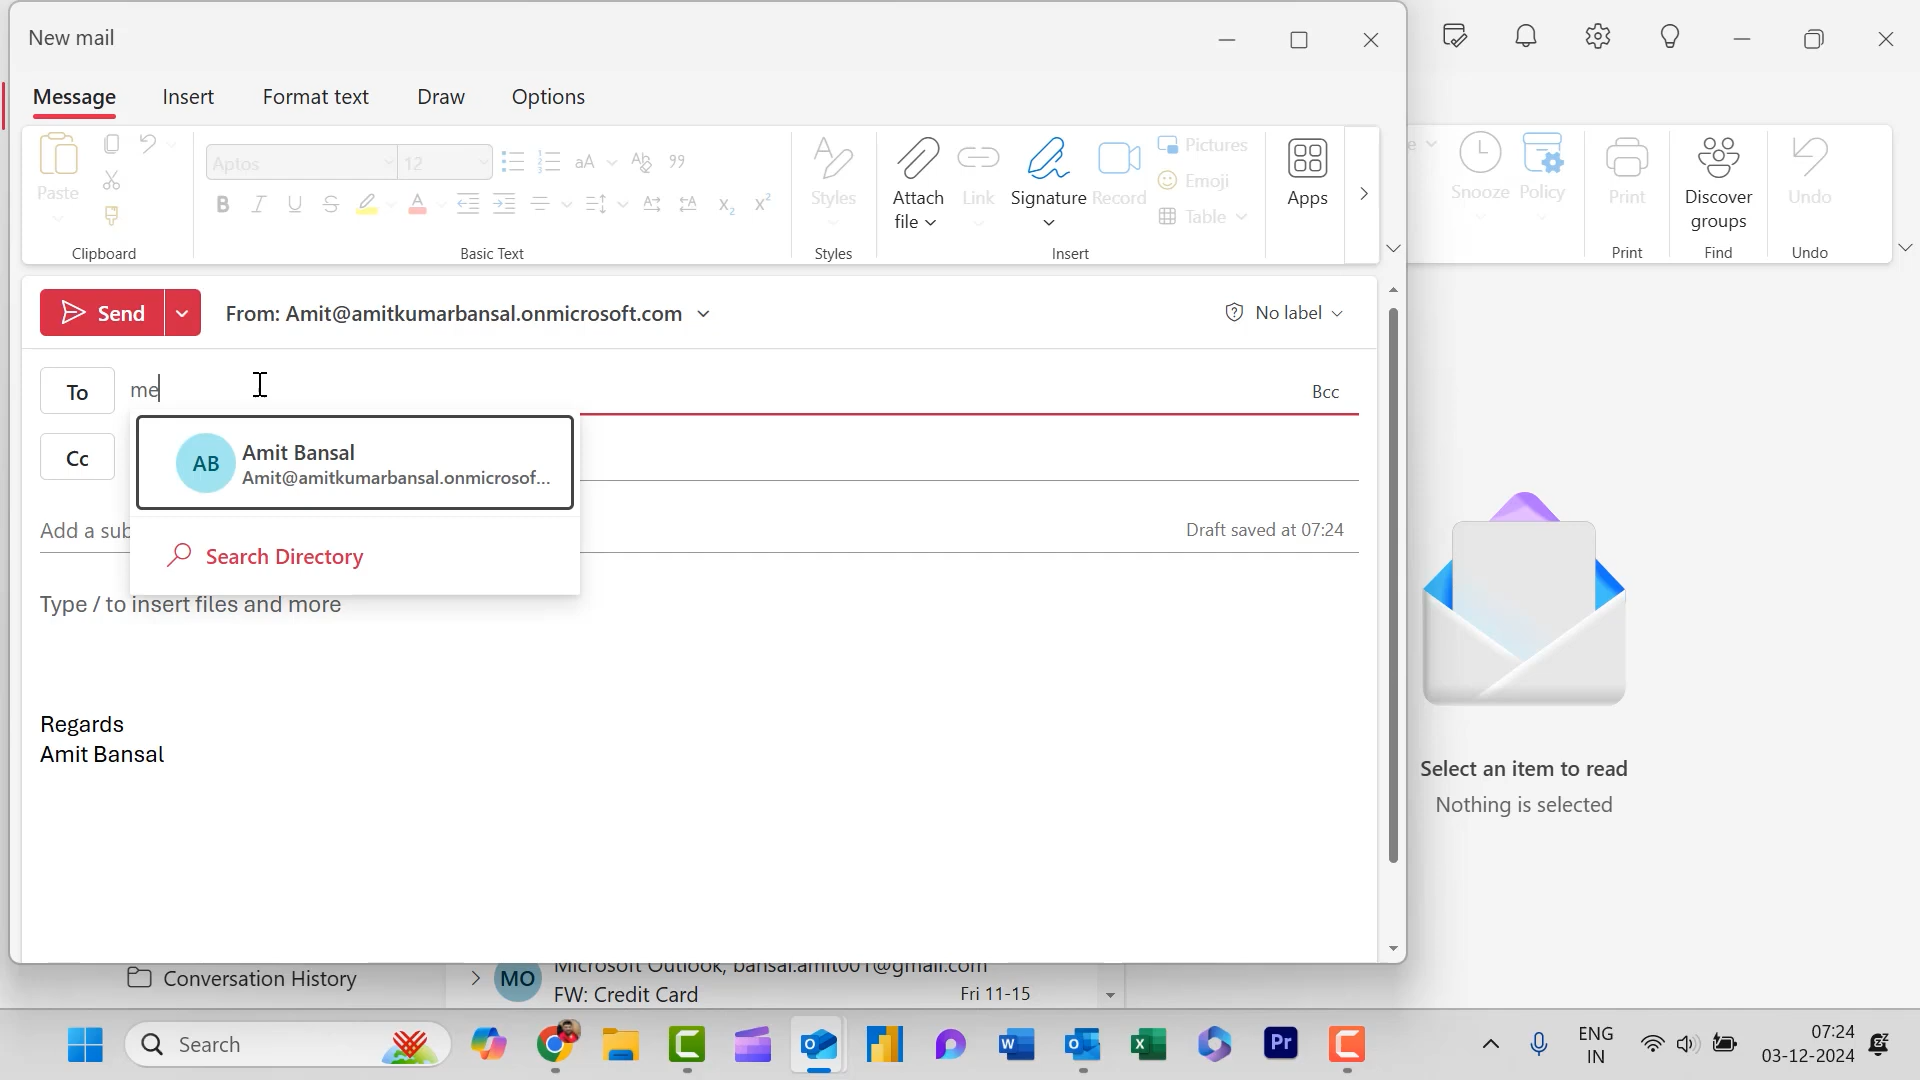 New mail
Message Insert Format text Draw Options
Paste
Clipboard
Aptos 12
Basic Text
Styles
Styles
Attach file
Link
Signature
Record
Pictures
Emoji
Table
Insert
Apps
Snooze
Policy
Print
Print
Discover groups
Find
Undo
Undo
Send
From: Amit@amitkumarbansal.onmicrosoft.com
No label
To
me
Bcc
Cc
AB
Amit Bansal
Amit@amitkumarbansal.onmicrosof...
Search Directory
Add a sub
Draft saved at 07:24
Type / to insert files and more
Regards
Amit Bansal
Select an item to read
Nothing is selected
Conversation History
MO
Microsoft Outlook, bansal.amit001@gmail.com
FW: Credit Card Fri 11-15
Search
ENG
IN
07:24
03-12-2024